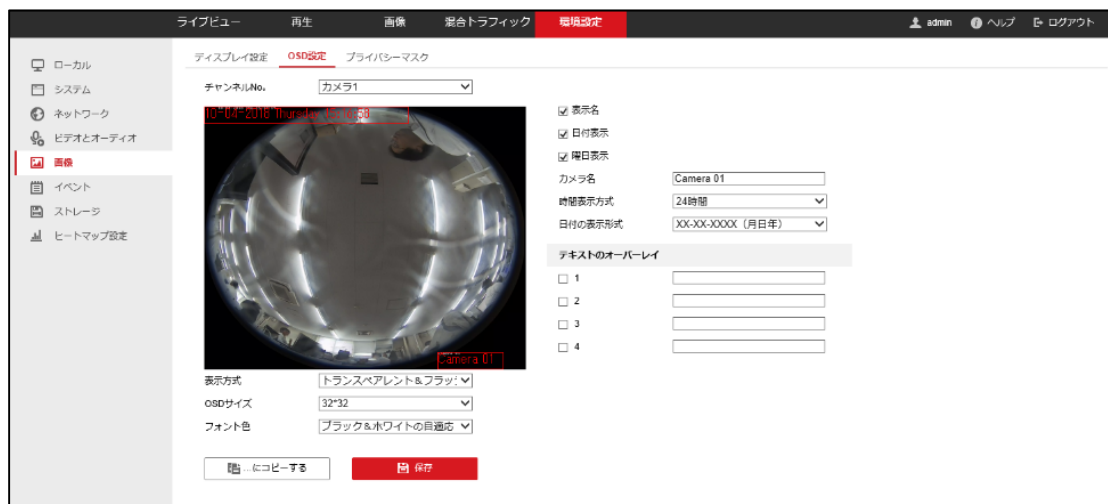 ライブビュー 再生 画像 混合トラフィック 環境設定 admin ヘルプ ログアウト
ローカル
システム
ネットワーク
ビデオとオーディオ
画像
イベント
ストレージ
ヒートマップ設定
ディスプレイ設定 OSD設定 プライバシーマスク
チャンネルNo. カメラ1
10-04-2018 Thursday
Camera 01
表示方式 トランスペアレント&フラッ
OSDサイズ 32*32
フォント色 ブラック&ホワイトの自適応
...にコピーする 保存
表示名
日付表示
曜日表示
カメラ名 Camera 01
時間表示方式 24時間
日付の表示形式 XX-XX-XXXX (月日年)
テキストのオーバーレイ
1
2
3
4